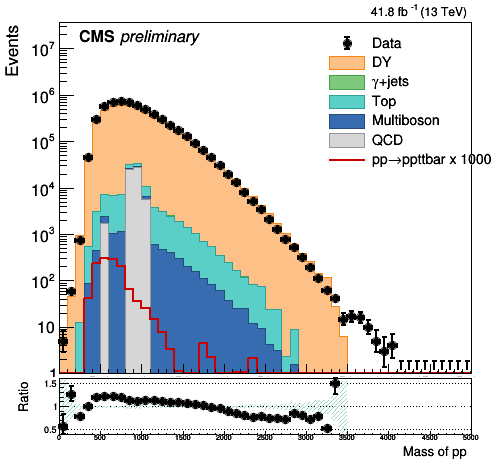 41.8 fb⁻¹ (13 TeV)
CMS preliminary
Events
10⁷
10⁶
10⁵
10⁴
10³
10²
10
1
Data
DY
γ+jets
Top
Multiboson
QCD
pp→ppttbar x 1000
Ratio
1.5
1
0.5
0 500 1000 1500 2000 2500 3000 3500 4000 4500 5000
Mass of pp